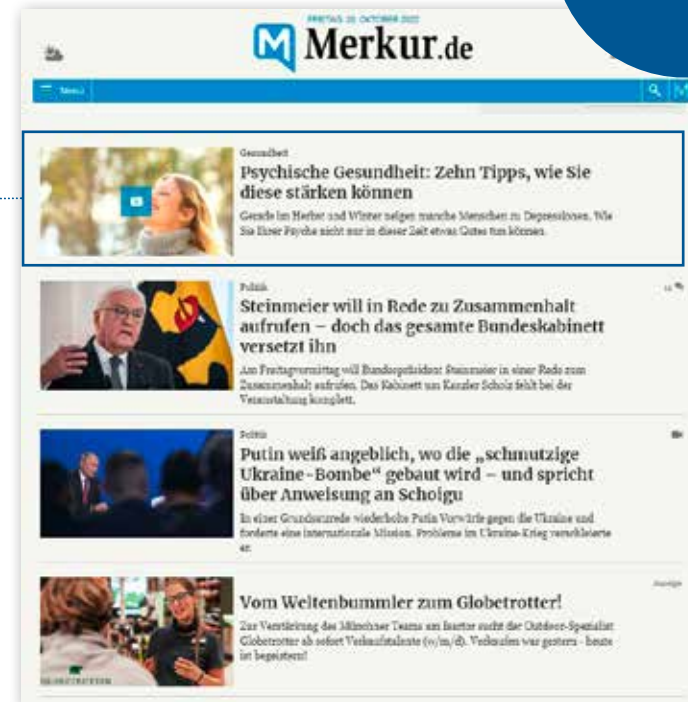 FREITAG, 28. OKTOBER 2022
Merkur.de
Menü
Gesundheit
Psychische Gesundheit: Zehn Tipps, wie Sie
diese stärken können
Gerade im Herbst und Winter neigen manche Menschen zu Depressionen. Wie
Sie Ihrer Psyche nicht nur in dieser Zeit etwas Gutes tun können.
Politik
Steinmeier will in Rede zu Zusammenhalt
aufrufen – doch das gesamte Bundeskabinett
versetzt ihn
Am Freitagvormittag will Bundespräsident Steinmeier in einer Rede zum
Zusammenhalt aufrufen. Das Kabinett um Kanzler Scholz fehlt bei der
Veranstaltung komplett.
Politik
Putin weiß angeblich, wo die „schmutzige
Ukraine-Bombe“ gebaut wird – und spricht
über Anweisung an Schoigu
In einer Grundsatzrede wiederholte Putin Vorwürfe gegen die Ukraine und
forderte eine internationale Mission. Probleme im Ukraine-Krieg verschleierte
er.
Anzeige
Vom Weltenbummler zum Globetrotter!
Zur Verstärkung des Münchner Teams am Isartor sucht der Outdoor-Spezialist
Globetrotter ab sofort Verkaufstalente (w/m/d). Verkaufen war gestern - heute
ist begeistern!
GLOBETROTTER